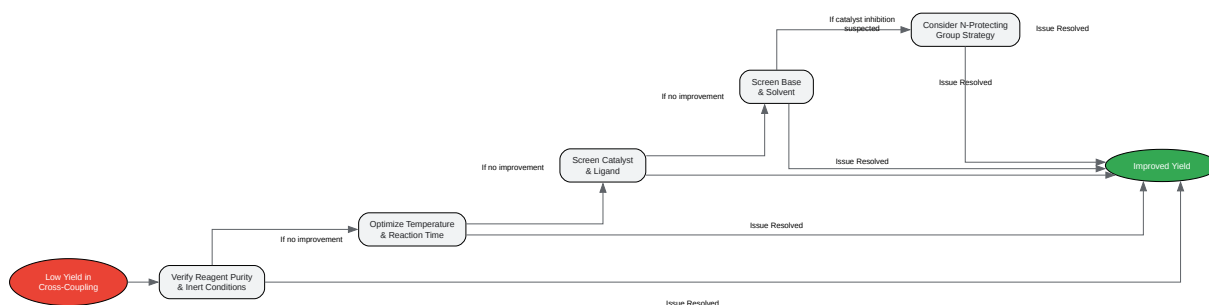 If catalyst inhibition
suspected
Consider N-Protecting
Group Strategy
Issue Resolved
Screen Base
& Solvent
Issue Resolved
If no improvement
Screen Catalyst
& Ligand
If no improvement
Issue Resolved
Improved Yield
Optimize Temperature
& Reaction Time
Issue Resolved
If no improvement
Low Yield in
Cross-Coupling
Verify Reagent Purity
& Inert Conditions
Issue Resolved